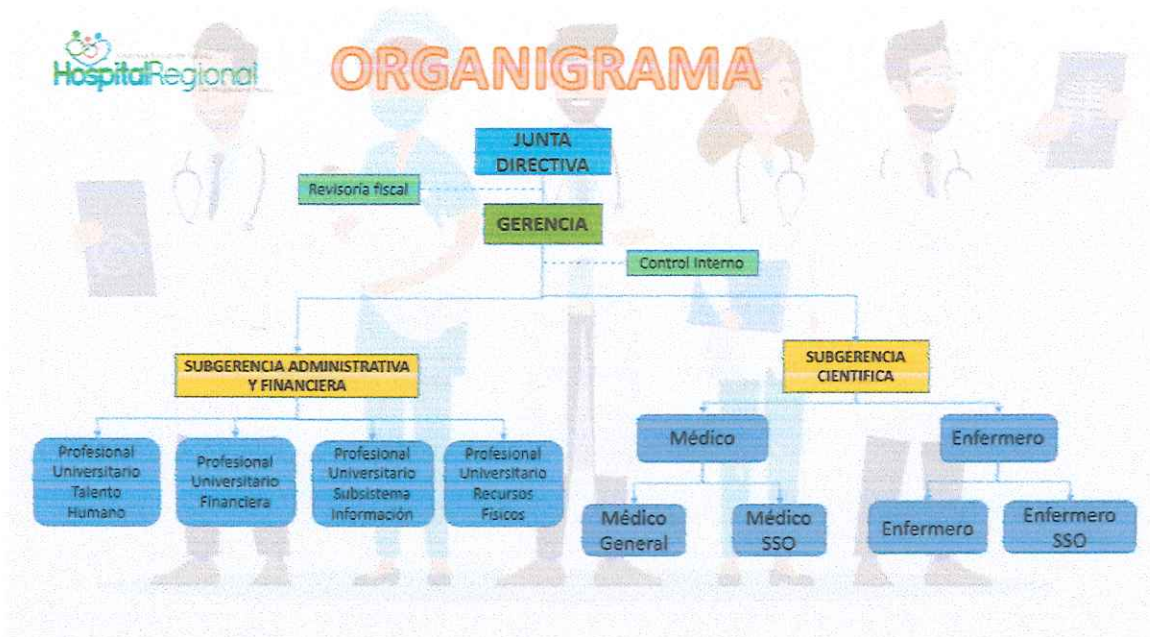 HospitalRegional
ORGANIGRAMA
JUNTA
DIRECTIVA
Revisoría fiscal
GERENCIA
Control Interno
SUBGERENCIA ADMINISTRATIVA
Y FINANCIERA
SUBGERENCIA
CIENTIFICA
Profesional
Universitario
Talento
Humano
Profesional
Universitario
Financiera
Profesional
Universitario
Subsistema
Información
Profesional
Universitario
Recursos
Físicos
Médico
Enfermero
Médico
General
Médico
SSO
Enfermero
Enfermero
SSO